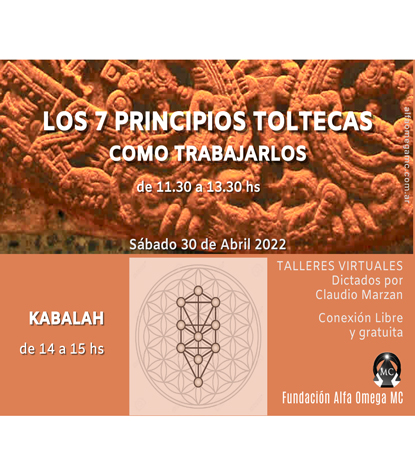 LOS 7 PRINCIPIOS TOLTECAS
COMO TRABAJARLOS
de 11.30 a 13.30 hs
Sábado 30 de Abril 2022
TALLERES VIRTUALES
Dictados por
Claudio Marzan
Conexión Libre
y gratuita
KABALAH
de 14 a 15 hs
MC
Fundación Alfa Omega MC